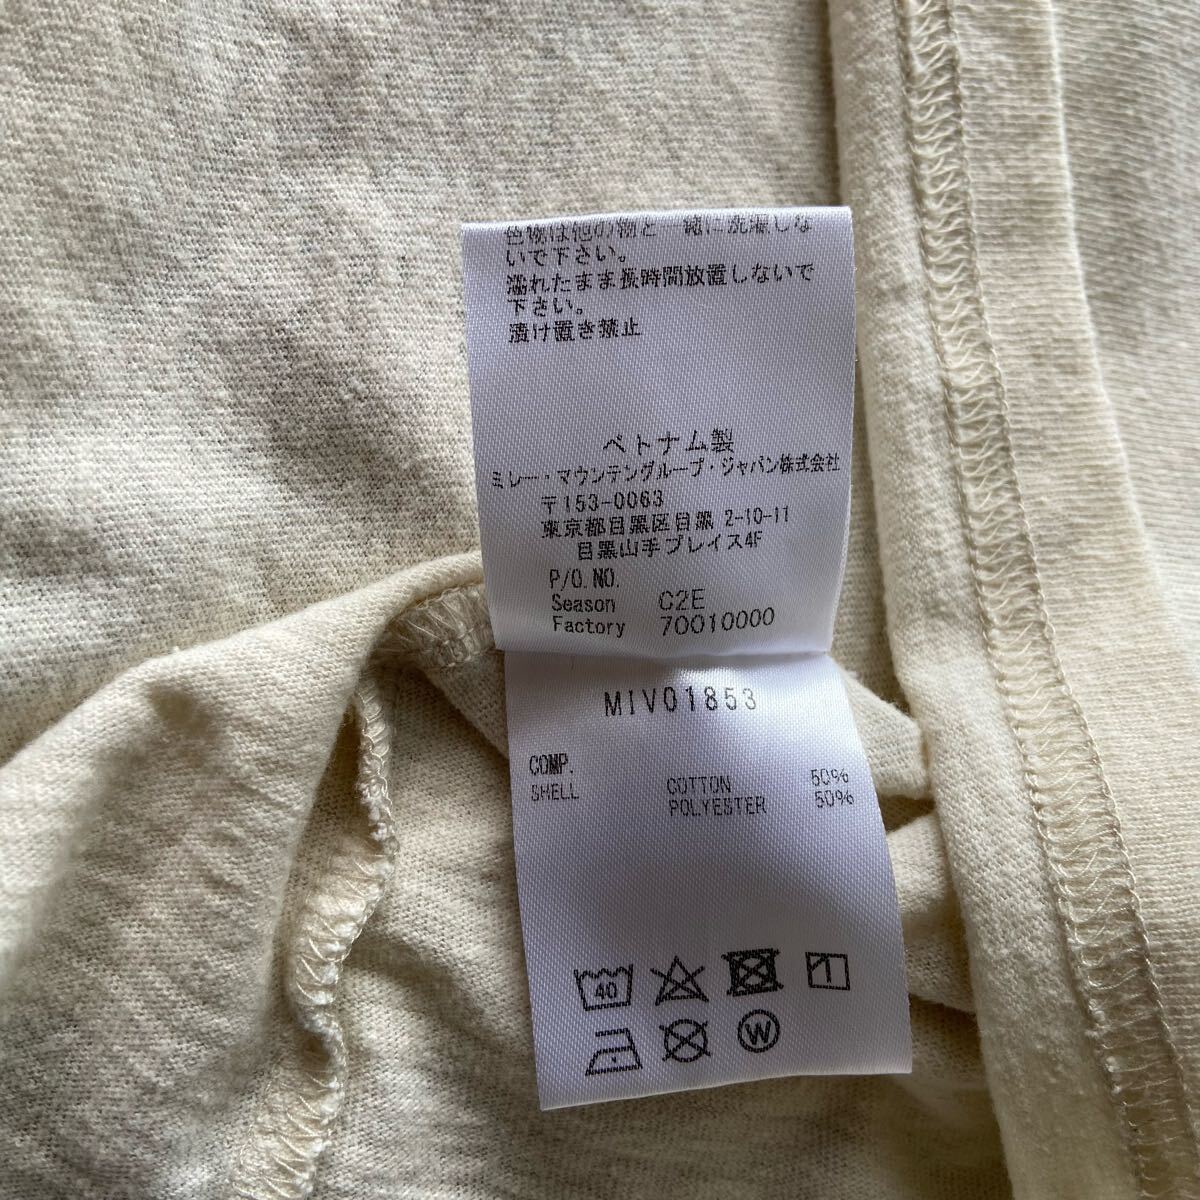 色物は他の物と一緒に洗濯しな
いで下さい。
濡れたまま長時間放置しないで
下さい。
漬け置き禁止
ベトナム製
ミレー・マウンテングループ・ジャパン株式会社
〒153-0063
東京都目黒区目黒 2-10-11
目黒山手プレイス4F
P/O.NO.
Season C2E
Factory 70010000
MIV01853
COMP.
SHELL COTTON 50%
POLYESTER 50%
40
W